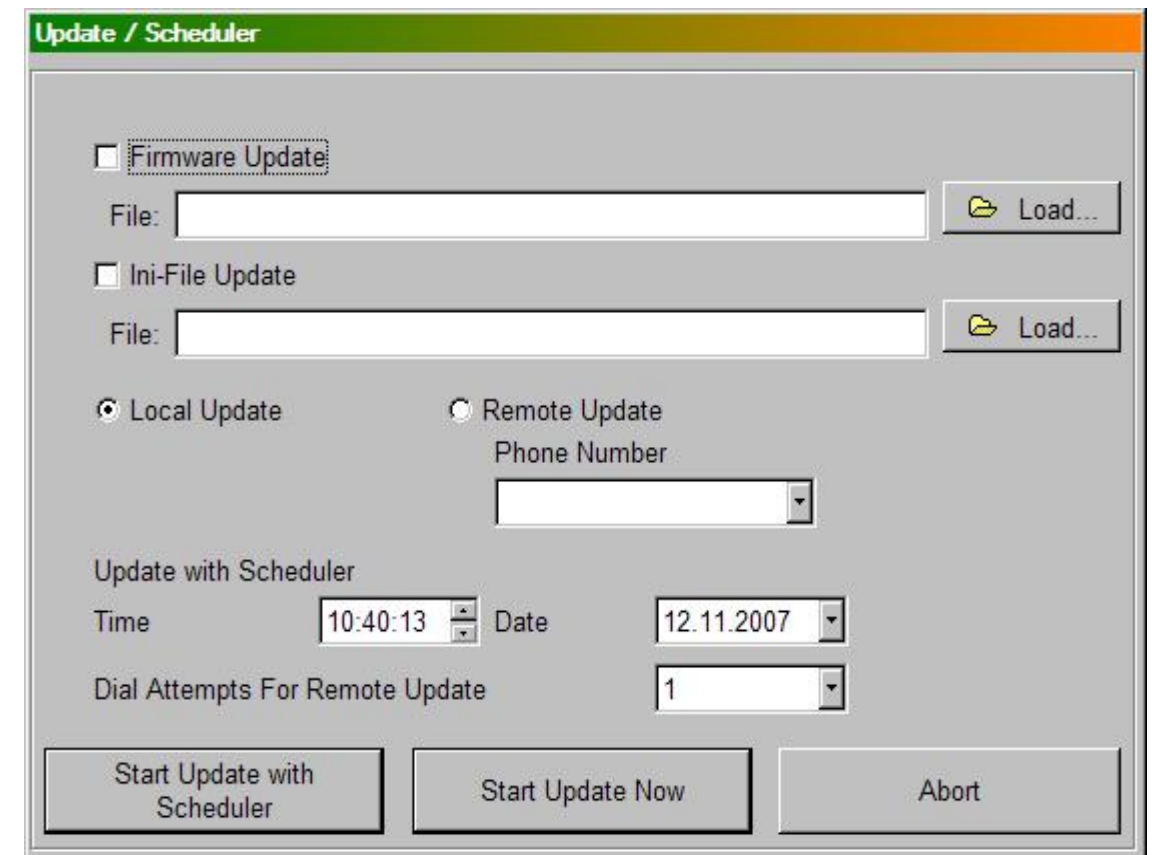 Update / Scheduler
Firmware Update
File:
Load...
Ini-File Update
File:
Load...
Local Update
Remote Update
Phone Number
Update with Scheduler
Time 10:40:13 Date 12.11.2007
Dial Attempts For Remote Update 1
Start Update with
Scheduler
Start Update Now
Abort